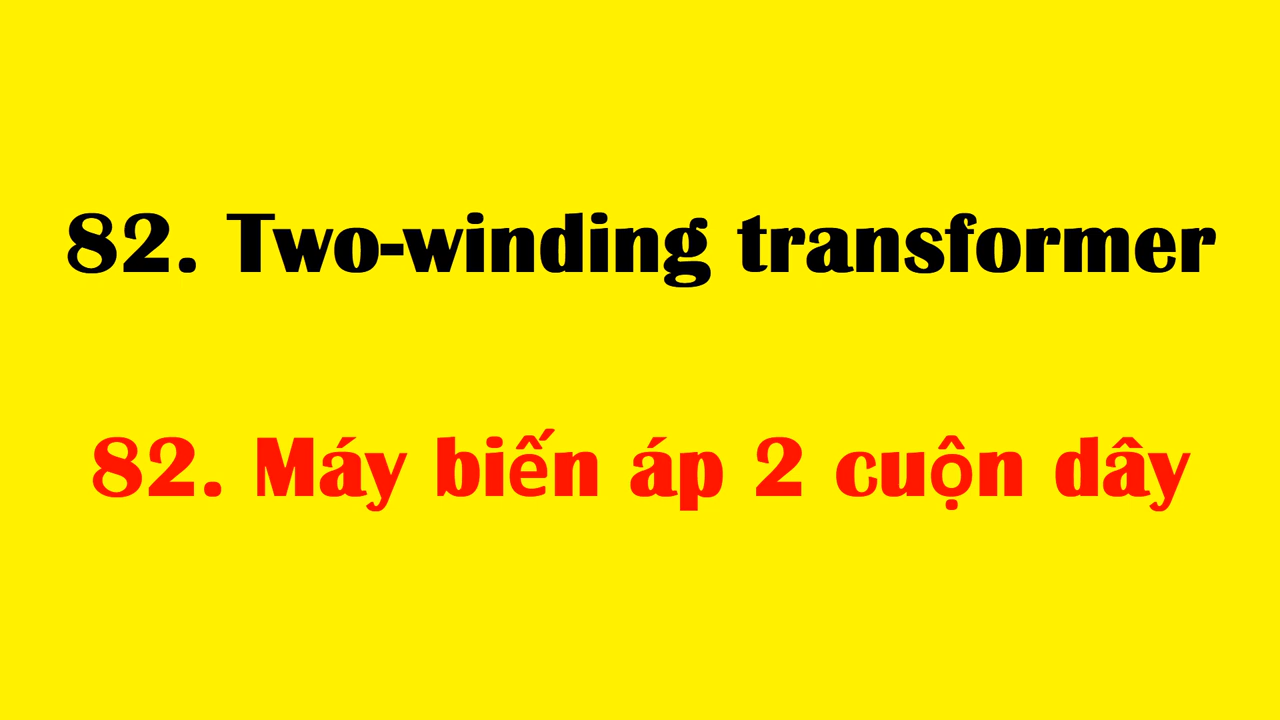 82. Two-winding transformer
82. Máy biến áp 2 cuộn dây